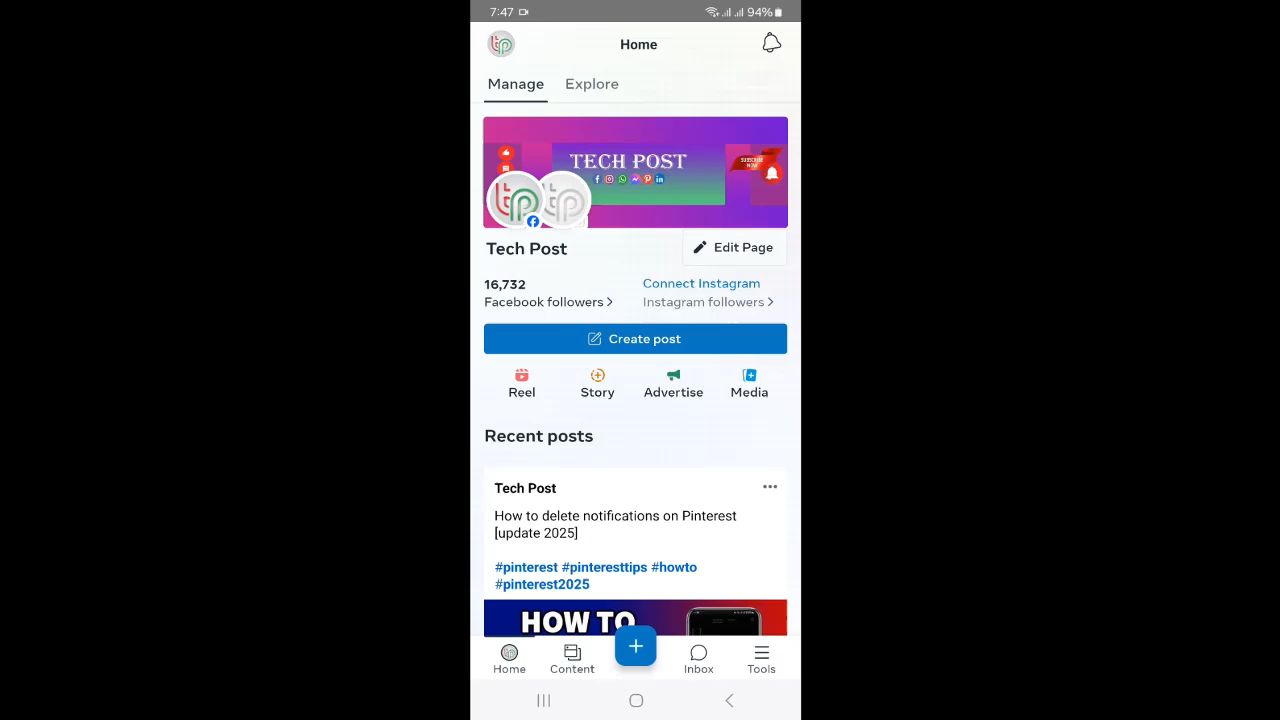 7:47 94%
Home
Manage Explore
TECH POST
SUBSCRIBE
NOW
Tech Post Edit Page
16,732 Connect Instagram
Facebook followers Instagram followers
Create post
Reel Story Advertise Media
Recent posts
Tech Post
How to delete notifications on Pinterest
[update 2025]
#pinterest #pinteresttips #howto
#pinterest2025
HOW TO
Home Content Inbox Tools